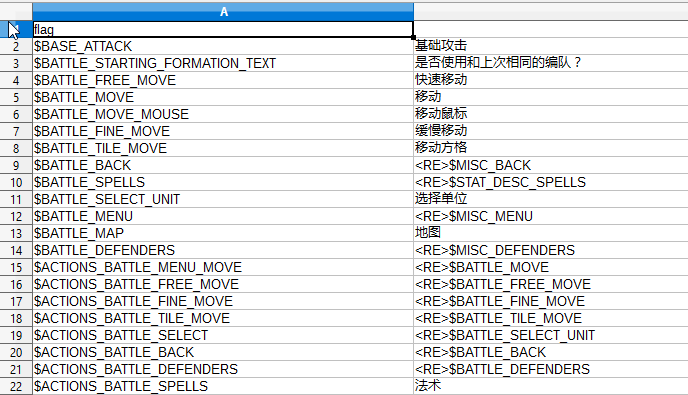 A
1 flag
2 $BASE_ATTACK 基础攻击
3 $BATTLE_STARTING_FORMATION_TEXT 是否使用和上次相同的编队？
4 $BATTLE_FREE_MOVE 快速移动
5 $BATTLE_MOVE 移动
6 $BATTLE_MOVE_MOUSE 移动鼠标
7 $BATTLE_FINE_MOVE 缓慢移动
8 $BATTLE_TILE_MOVE 移动方格
9 $BATTLE_BACK <RE>$MISC_BACK
10 $BATTLE_SPELLS <RE>$STAT_DESC_SPELLS
11 $BATTLE_SELECT_UNIT 选择单位
12 $BATTLE_MENU <RE>$MISC_MENU
13 $BATTLE_MAP 地图
14 $BATTLE_DEFENDERS <RE>$MISC_DEFENDERS
15 $ACTIONS_BATTLE_MENU_MOVE <RE>$BATTLE_MOVE
16 $ACTIONS_BATTLE_FREE_MOVE <RE>$BATTLE_FREE_MOVE
17 $ACTIONS_BATTLE_FINE_MOVE <RE>$BATTLE_FINE_MOVE
18 $ACTIONS_BATTLE_TILE_MOVE <RE>$BATTLE_TILE_MOVE
19 $ACTIONS_BATTLE_SELECT <RE>$BATTLE_SELECT_UNIT
20 $ACTIONS_BATTLE_BACK <RE>$BATTLE_BACK
21 $ACTIONS_BATTLE_DEFENDERS <RE>$BATTLE_DEFENDERS
22 $ACTIONS_BATTLE_SPELLS 法术